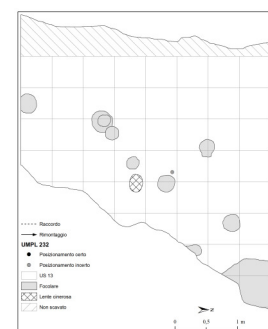 Raccordo
Rimontaggio
UMPL 232
Posizionamento certo
Posizionamento incerto
US 13
Focolare
Lente cinerosa
Non scavato
N
0 0,5 1 m